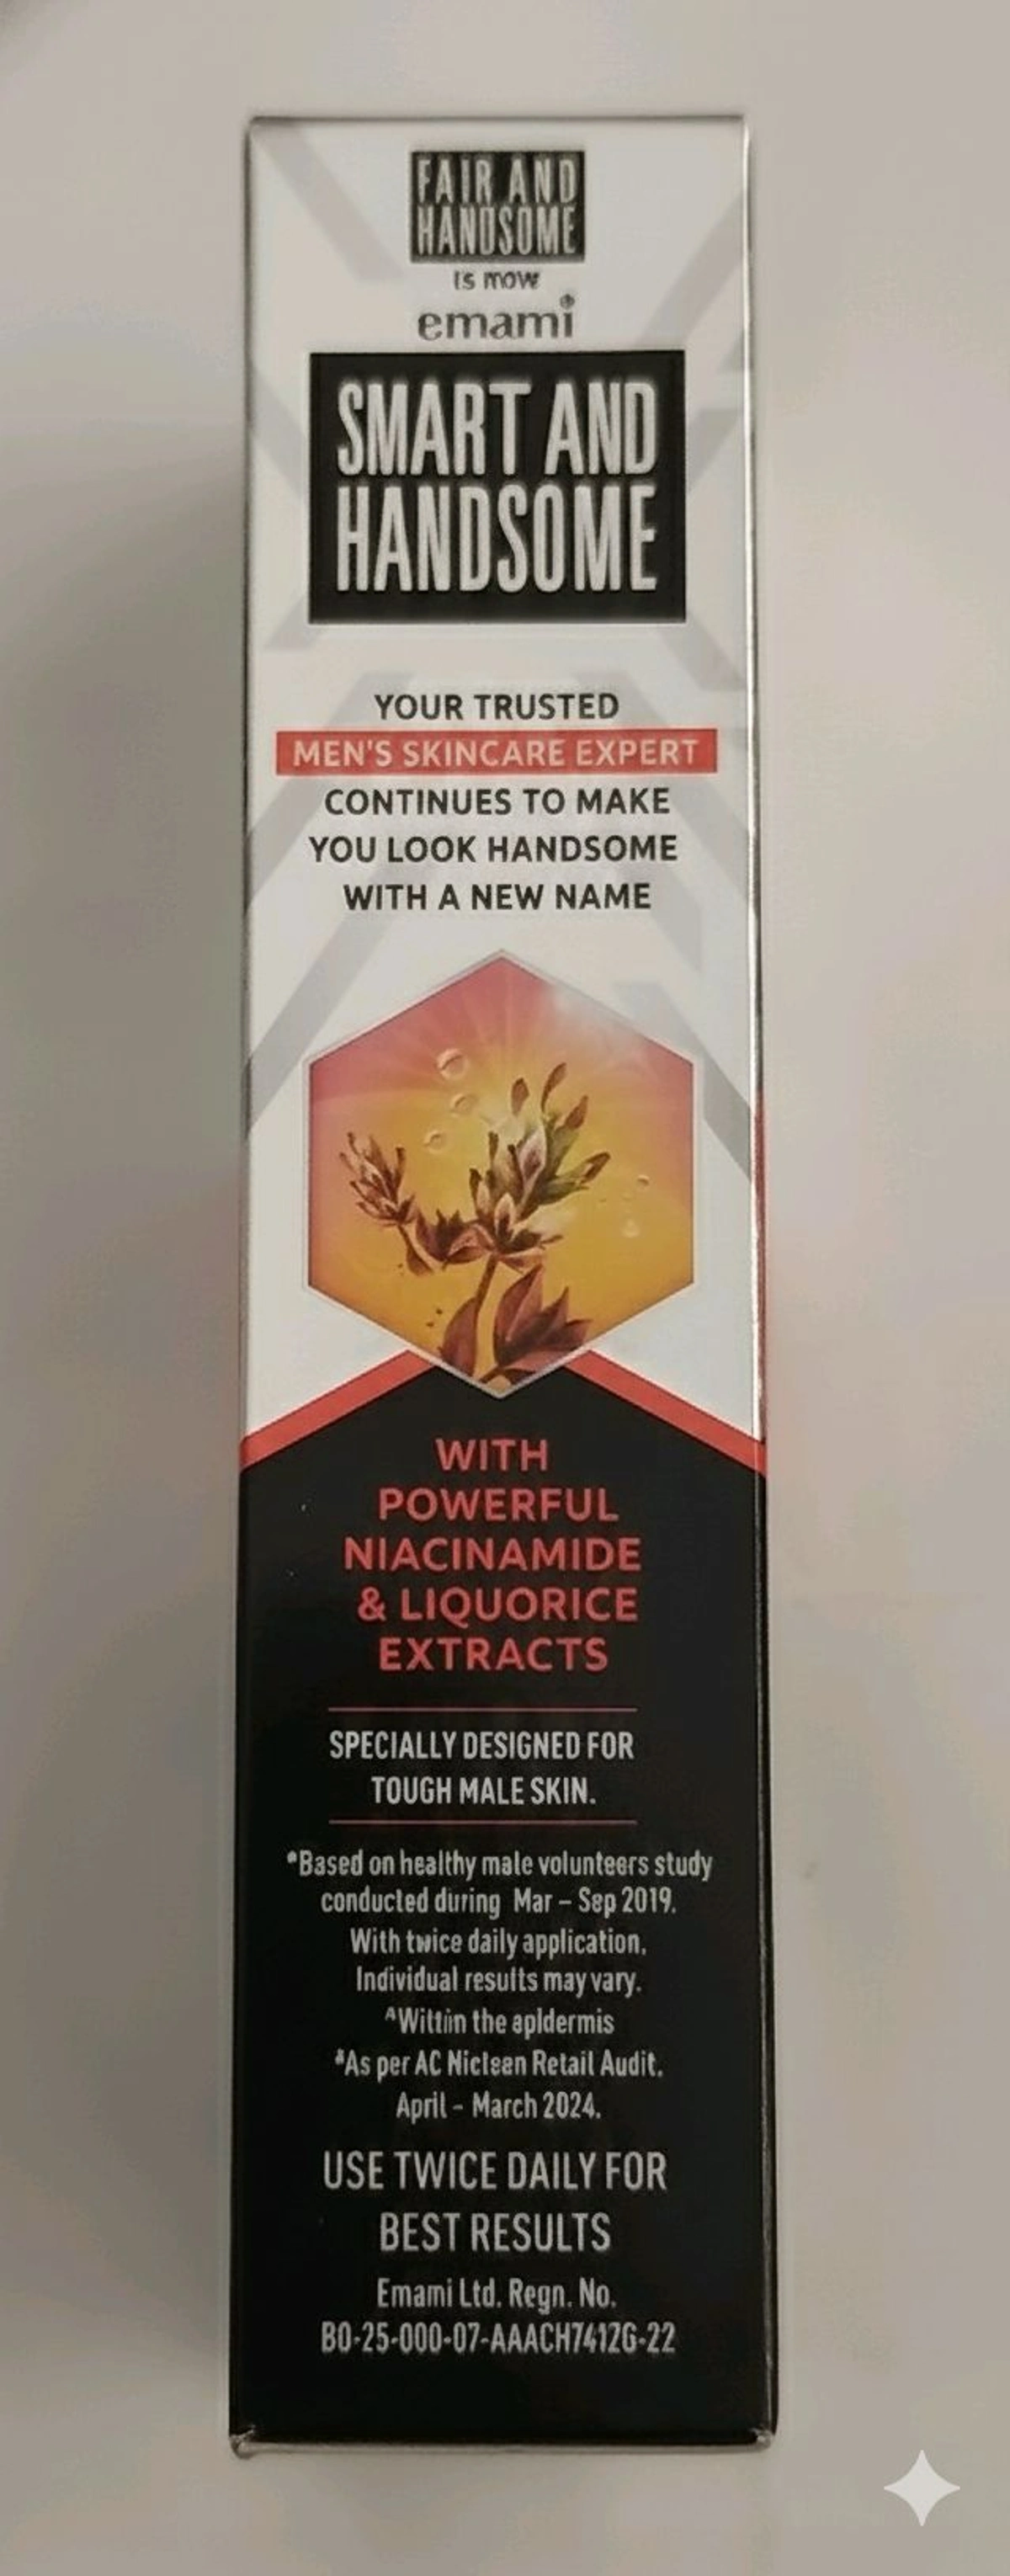 FAIR AND
HANDSOME
is mow
emami®
SMART AND
HANDSOME
YOUR TRUSTED
MEN'S SKINCARE EXPERT
CONTINUES TO MAKE
YOU LOOK HANDSOME
WITH A NEW NAME
WITH
POWERFUL
NIACINAMIDE
& LIQUORICE
EXTRACTS
SPECIALLY DESIGNED FOR
TOUGH MALE SKIN.
*Based on healthy male volunteers study
conducted during Mar – Sep 2019.
With twice daily application,
Individual results may vary.
^Wittiin the apldermis
#As per AC Niclsen Retail Audit.
April - March 2024.
USE TWICE DAILY FOR
BEST RESULTS
Emami Ltd. Regn. No.
BO-25-000-07-AAACH7412G-22